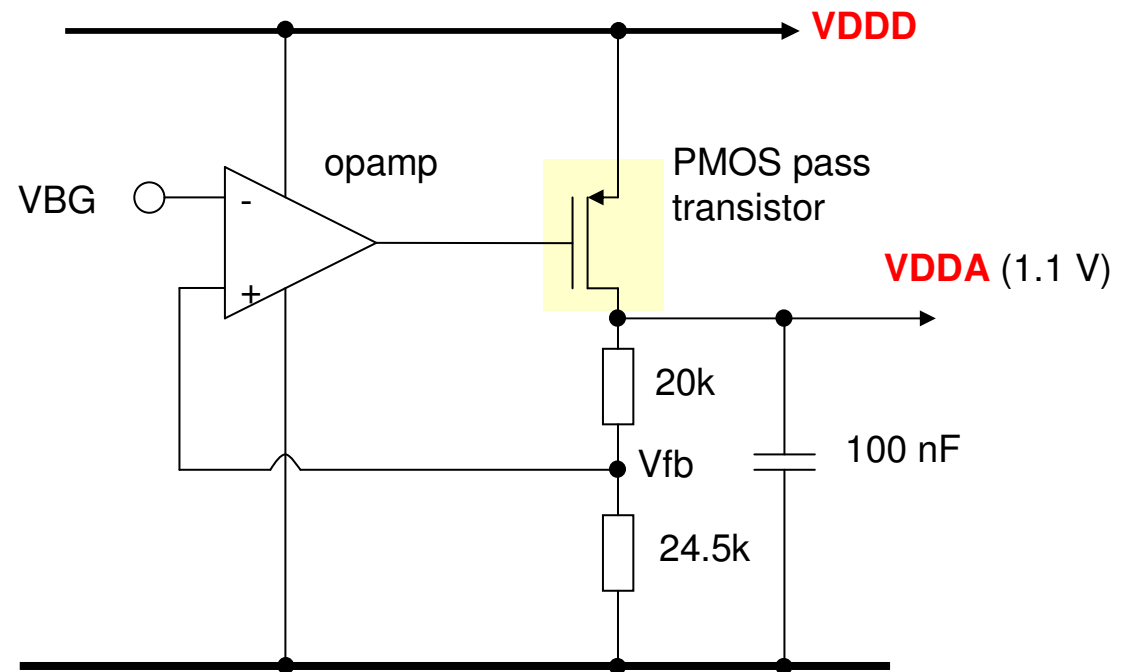 VDDD
opamp
PMOS pass
transistor
VBG
-
+
VDDA (1.1 V)
20k
100 nF
Vfb
24.5k